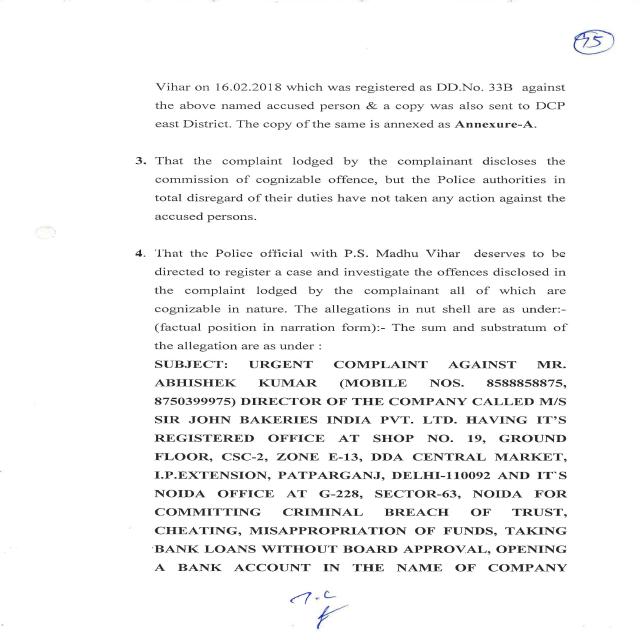 75
Vihar on 16.02.2018 which was registered as DD.No. 33B against
the above named accused person & a copy was also sent to DCP
east District. The copy of the same is annexed as Annexure-A.
3. That the complaint lodged by the complainant discloses the
commission of cognizable offence, but the Police authorities in
total disregard of their duties have not taken any action against the
accused persons.
4. That the Police official with P.S. Madhu Vihar deserves to be
directed to register a case and investigate the offences disclosed in
the complaint lodged by the complainant all of which are
cognizable in nature. The allegations in nut shell are as under:-
(factual position in narration form):- The sum and substratum of
the allegation are as under :
SUBJECT: URGENT COMPLAINT AGAINST MR.
ABHISHEK KUMAR (MOBILE NOS. 8588858875,
8750399975) DIRECTOR OF THE COMPANY CALLED M/S
SIR JOHN BAKERIES INDIA PVT. LTD. HAVING IT'S
REGISTERED OFFICE AT SHOP NO. 19, GROUND
FLOOR, CSC-2, ZONE E-13, DDA CENTRAL MARKET,
I.P.EXTENSION, PATPARGANJ, DELHI-110092 AND IT`S
NOIDA OFFICE AT G-228, SECTOR-63, NOIDA FOR
COMMITTING CRIMINAL BREACH OF TRUST,
CHEATING, MISAPPROPRIATION OF FUNDS, TAKING
BANK LOANS WITHOUT BOARD APPROVAL, OPENING
A BANK ACCOUNT IN THE NAME OF COMPANY
T.C